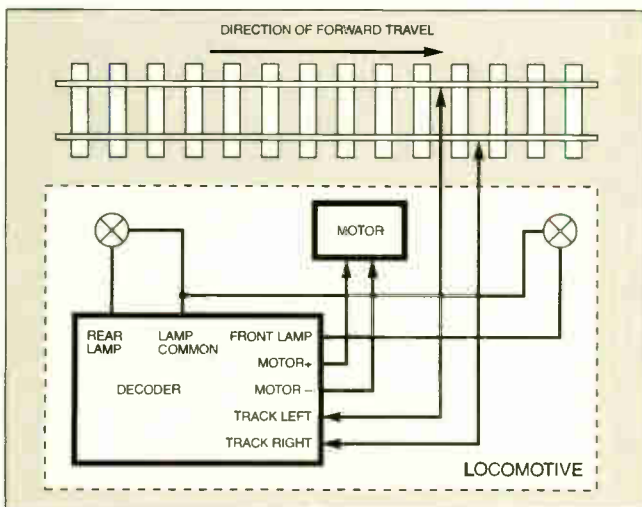 DIRECTION OF FORWARD TRAVEL
MOTOR
REAR
LAMP
LAMP
COMMON
FRONT LAMP
MOTOR+
DECODER
MOTOR –
TRACK LEFT
TRACK RIGHT
LOCOMOTIVE